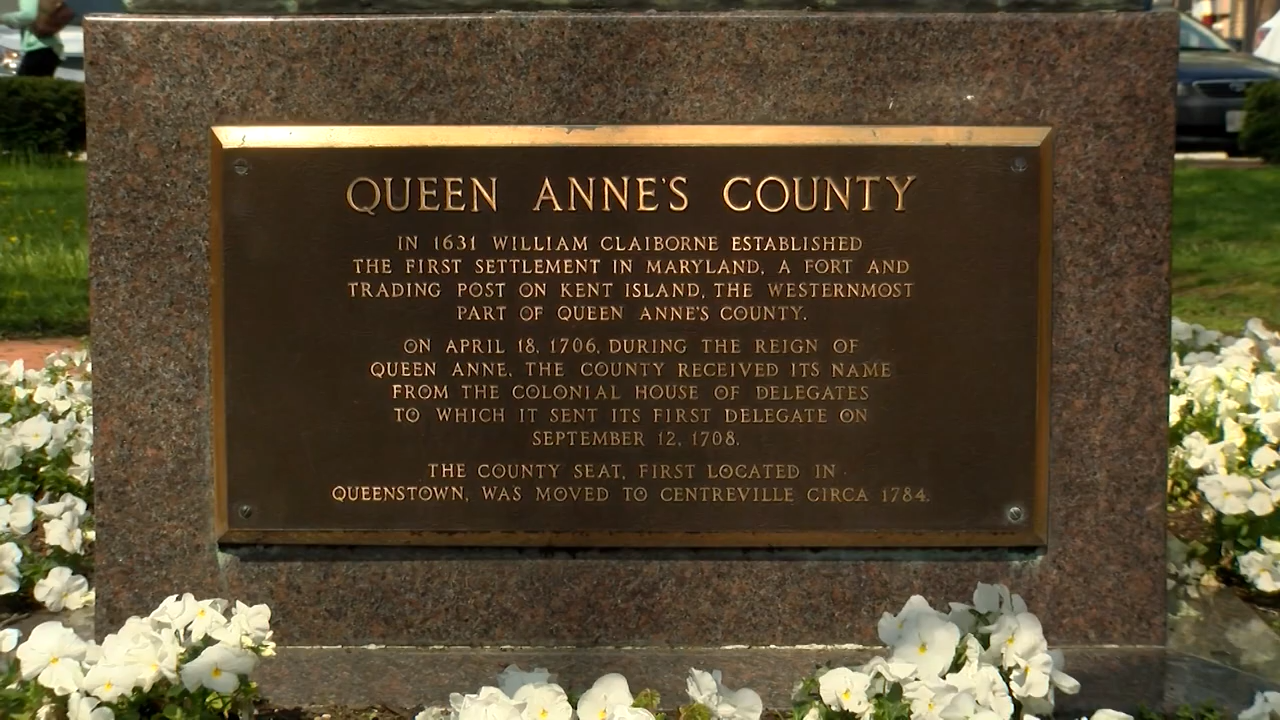 QUEEN ANNE'S COUNTY
IN 1631 WILLIAM CLAIBORNE ESTABLISHED
THE FIRST SETTLEMENT IN MARYLAND, A FORT AND
TRADING POST ON KENT ISLAND, THE WESTERNMOST
PART OF QUEEN ANNE'S COUNTY.
ON APRIL 18, 1706, DURING THE REIGN OF
QUEEN ANNE, THE COUNTY RECEIVED ITS NAME
FROM THE COLONIAL HOUSE OF DELEGATES
TO WHICH IT SENT ITS FIRST DELEGATE ON
SEPTEMBER 12, 1708.
THE COUNTY SEAT, FIRST LOCATED IN
QUEENSTOWN, WAS MOVED TO CENTREVILLE CIRCA 1784.